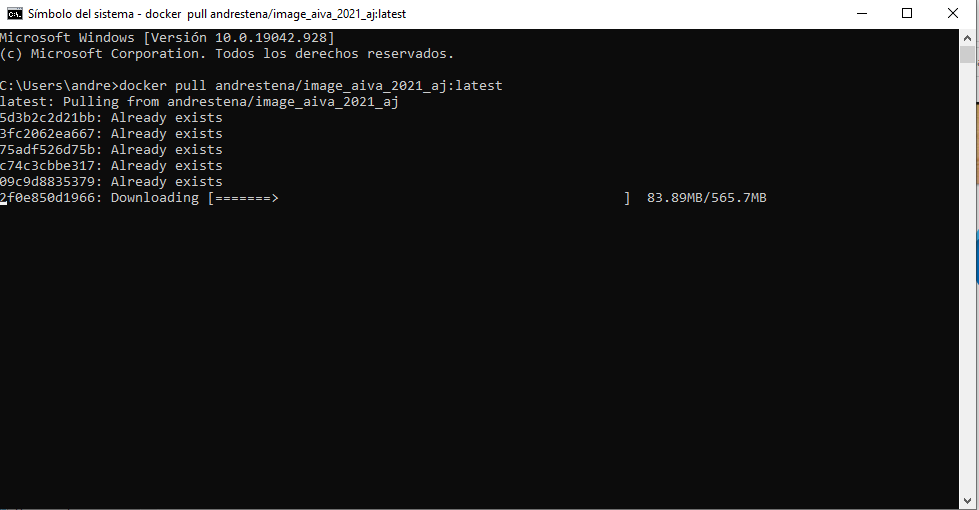 Símbolo del sistema - docker pull andrestena/image_aiva_2021_aj:latest
Microsoft Windows [Versión 10.0.19042.928]
(c) Microsoft Corporation. Todos los derechos reservados.
C:\Users\andre>docker pull andrestena/image_aiva_2021_aj:latest
latest: Pulling from andrestena/image_aiva_2021_aj
5d3b2c2d21bb: Already exists
3fc2062ea667: Already exists
75adf526d75b: Already exists
c74c3cbbe317: Already exists
09c9d8835379: Already exists
2f0e850d1966: Downloading [=======>                                           ]  83.89MB/565.7MB